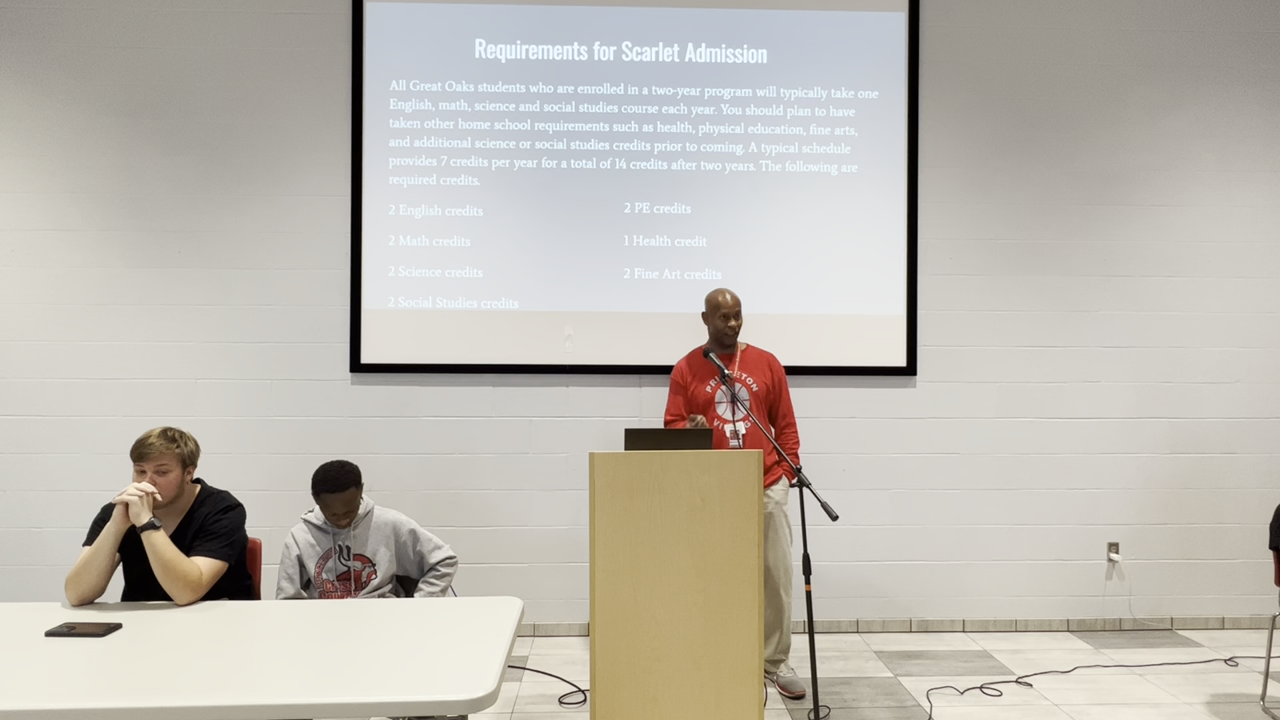 Requirements for Scarlet Admission
All Great Oaks students who are enrolled in a two-year program will typically take one
English, math, science and social studies course each year. You should plan to have
taken other home school requirements such as health, physical education, fine arts,
and additional science or social studies credits prior to coming. A typical schedule
provides 7 credits per year for a total of 14 credits after two years. The following are
required credits.
2 English credits
2 Math credits
2 Science credits
2 Social Studies credits
2 PE credits
1 Health credit
2 Fine Art credits
PRINCETON